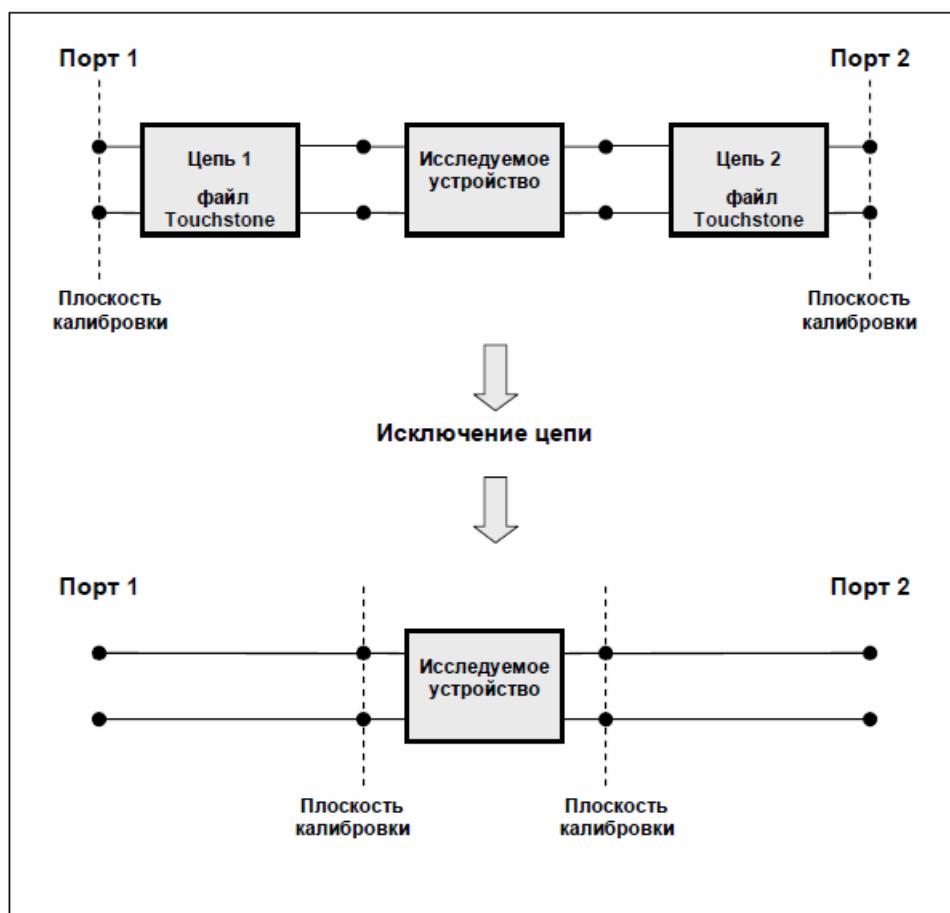 Порт 1
Порт 2
Цепь 1
файл
Touchstone
Исследуемое
устройство
Цепь 2
файл
Touchstone
Плоскость
калибровки
Плоскость
калибровки
Исключение цепи
Порт 1
Порт 2
Исследуемое
устройство
Плоскость
калибровки
Плоскость
калибровки